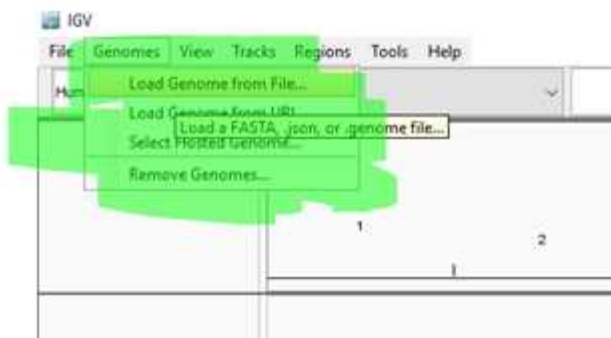 IGV
File Genomes View Tracks Regions Tools Help
Hum
Load Genome from File...
Load Genome from URL
Load a FASTA, .json, or .genome file...
Select Hosted Genome...
Remove Genomes...
1
2